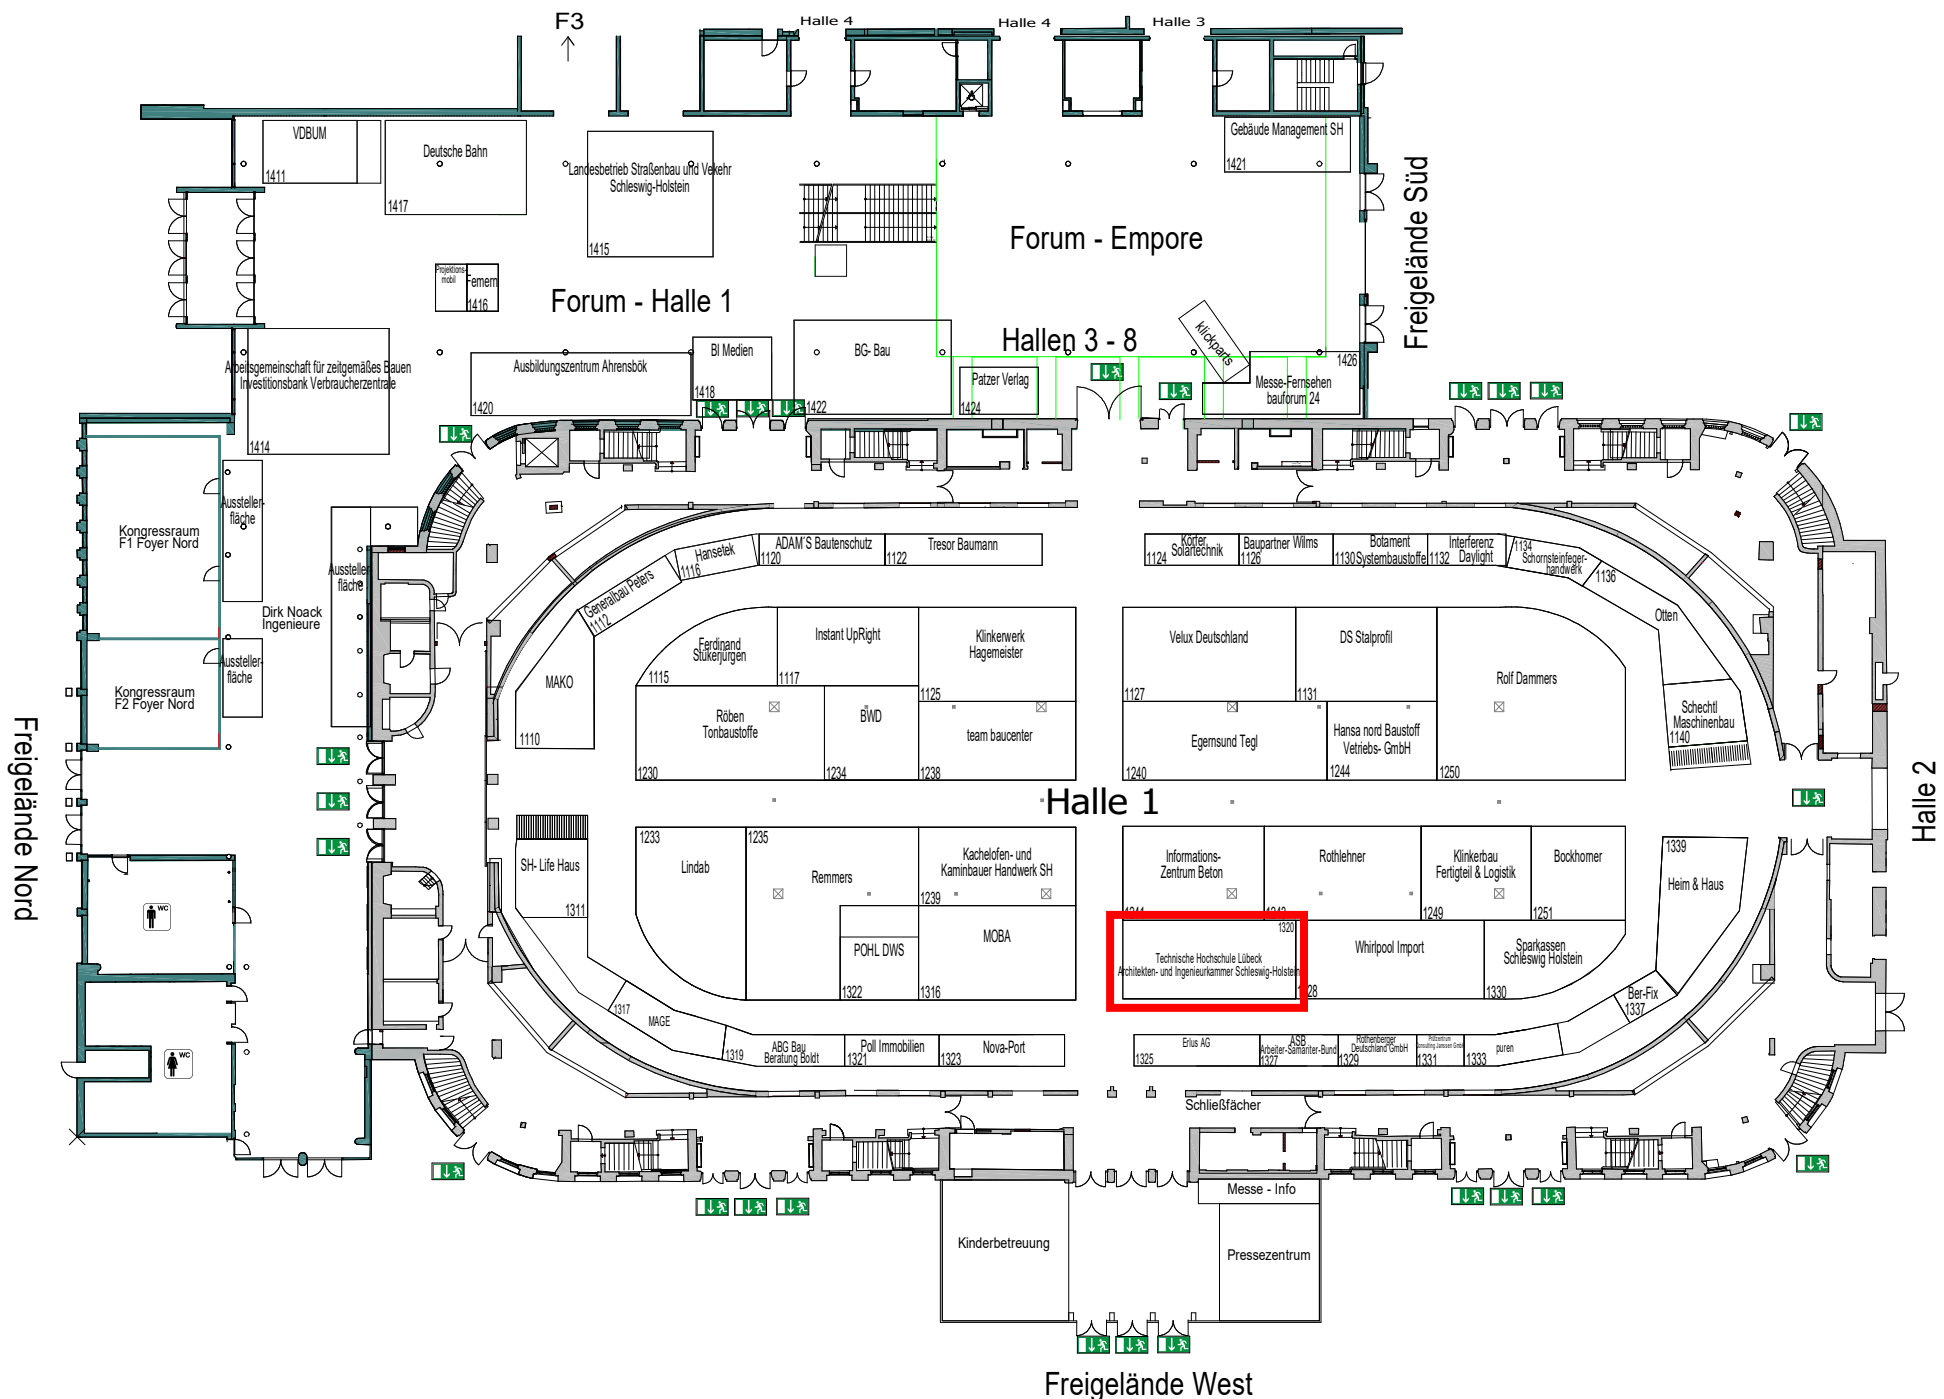 F3
Halle 4
Halle 4
Halle 3
VDBUM
1411
Deutsche Bahn
1417
Landesbetrieb Straßenbau und Vekehr
Schleswig-Holstein
1415
Gebäude Management SH
1421
Freigelände Süd
Forum - Empore
Projektions-
mobil
Femern
1416
Forum - Halle 1
Hallen 3 - 8
klickparts
Arbeitsgemeinschaft für zeitgemäßes Bauen
Investitionsbank Verbraucherzentrale
1414
Ausbildungszentrum Ahrensbök
1420
BI Medien
1418
BG- Bau
1422
Patzer Verlag
1424
1426
Messe-Fernsehen
bauforum 24
Kongressraum
F1 Foyer Nord
Aussteller-
fläche
Aussteller-
fläche
Dirk Noack
Ingenieure
Kongressraum
F2 Foyer Nord
Aussteller-
fläche
Freigelände Nord
MAKO
1110
Generalbau Peters
1112
Hansetek
1116
ADAM´S Bautenschutz
1120
Tresor Baumann
1122
Körfer
Solartechnik
1124
Baupartner Wilms
1126
Botament
Systembaustoffe
1130
Interferenz
Daylight
1132
1134
Schornsteinfeger-
handwerk
1136
Otten
Schechtl
Maschinenbau
1140
Ferdinand
Stükerjürgen
1115
Instant UpRight
1117
Klinkerwerk
Hagemeister
1125
Velux Deutschland
1127
DS Stalprofil
1131
Rolf Dammers
1250
Röben
Tonbaustoffe
1230
BWD
1234
team baucenter
1238
Egernsund Tegl
1240
Hansa nord Baustoff
Vetriebs- GmbH
1244
Halle 1
Halle 2
SH- Life Haus
1311
1233
Lindab
1235
Remmers
Kachelofen- und
Kaminbauer Handwerk SH
1239
POHL DWS
1322
MOBA
1316
Informations-
Zentrum Beton
1241
Rothlehner
1243
Klinkerbau
Fertigteil & Logistik
1249
Bockhorner
1251
1339
Heim & Haus
1320
Technische Hochschule Lübeck
Architekten- und Ingenieurkammer Schleswig-Holstein
Whirlpool Import
1328
Sparkassen
Schleswig Holstein
1330
Ber-Fix
1337
1317
MAGE
1319
ABG Bau
Beratung Boldt
Poll Immobilien
1321
Nova-Port
1323
Erlus AG
1325
ASB
Arbeiter-Samariter-Bund
1327
Rothenberger
Deutschland GmbH
1329
1331
puren
1333
Schließfächer
WC
WC
Messe - Info
Kinderbetreuung
Pressezentrum
Freigelände West